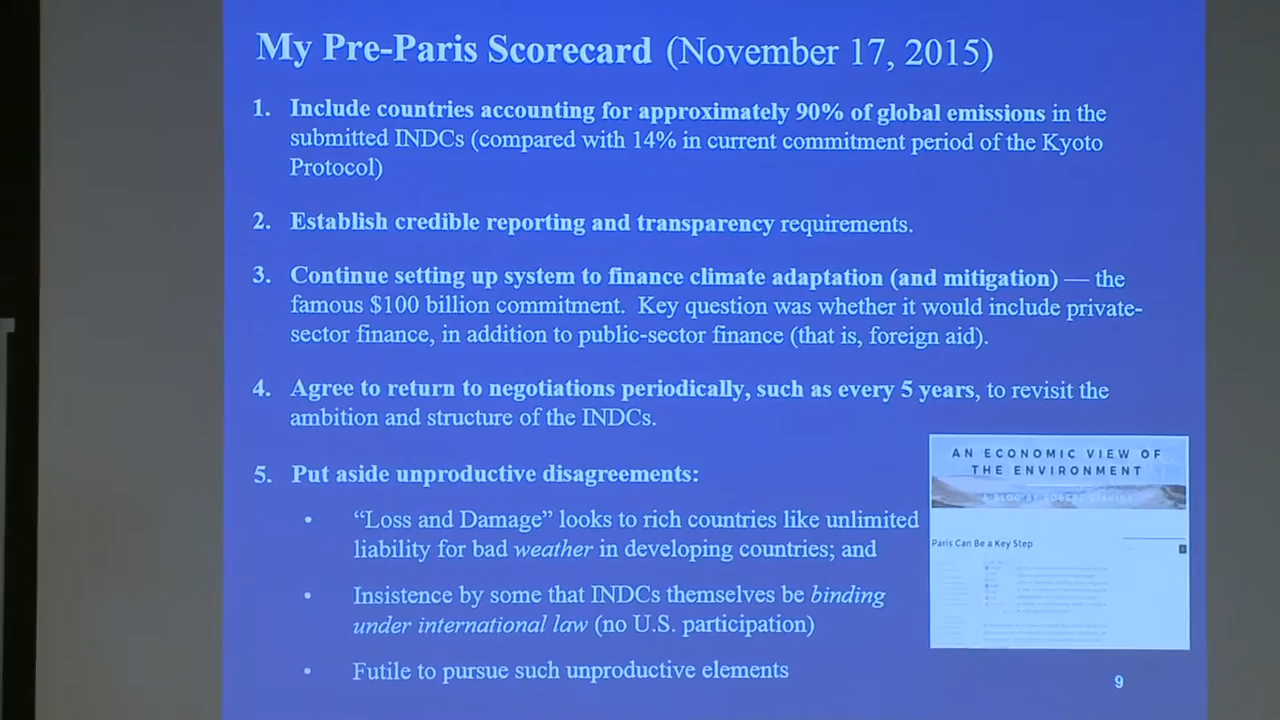 My Pre-Paris Scorecard (November 17, 2015)
1. Include countries accounting for approximately 90% of global emissions in the
submitted INDCs (compared with 14% in current commitment period of the Kyoto
Protocol)
2. Establish credible reporting and transparency requirements.
3. Continue setting up system to finance climate adaptation (and mitigation) — the
famous $100 billion commitment. Key question was whether it would include private-
sector finance, in addition to public-sector finance (that is, foreign aid).
4. Agree to return to negotiations periodically, such as every 5 years, to revisit the
ambition and structure of the INDCs.
5. Put aside unproductive disagreements:
• “Loss and Damage” looks to rich countries like unlimited
liability for bad weather in developing countries; and
• Insistence by some that INDCs themselves be binding
under international law (no U.S. participation)
• Futile to pursue such unproductive elements
AN ECONOMIC VIEW OF
THE ENVIRONMENT
A BLOG BY ROBERT STAVINS
Paris Can Be a Key Step
9